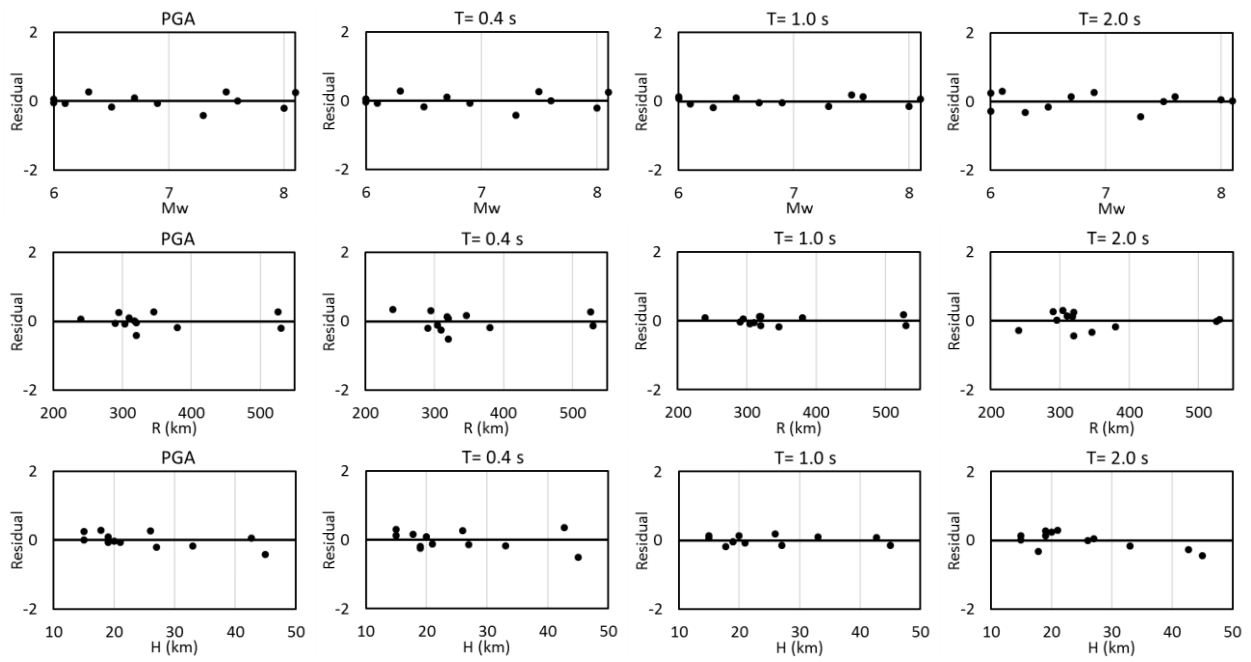 PGA T= 0.4 s T= 1.0 s T= 2.0 s
2 2 2 2
Residual Residual Residual Residual
0 0 0 0
-2 -2 -2 -2
6 7 8 6 7 8 6 7 8 6 7 8
Mw Mw Mw Mw
PGA T= 0.4 s T= 1.0 s T= 2.0 s
2 2 2 2
Residual Residual Residual Residual
0 0 0 0
-2 -2 -2 -2
200 300 400 500 200 300 400 500 200 300 400 500 200 300 400 500
R (km) R (km) R (km) R (km)
PGA T= 0.4 s T= 1.0 s T= 2.0 s
2 2 2 2
Residual Residual Residual Residual
0 0 0 0
-2 -2 -2 -2
10 20 30 40 50 10 20 30 40 50 10 20 30 40 50 10 20 30 40 50
H (km) H (km) H (km) H (km)